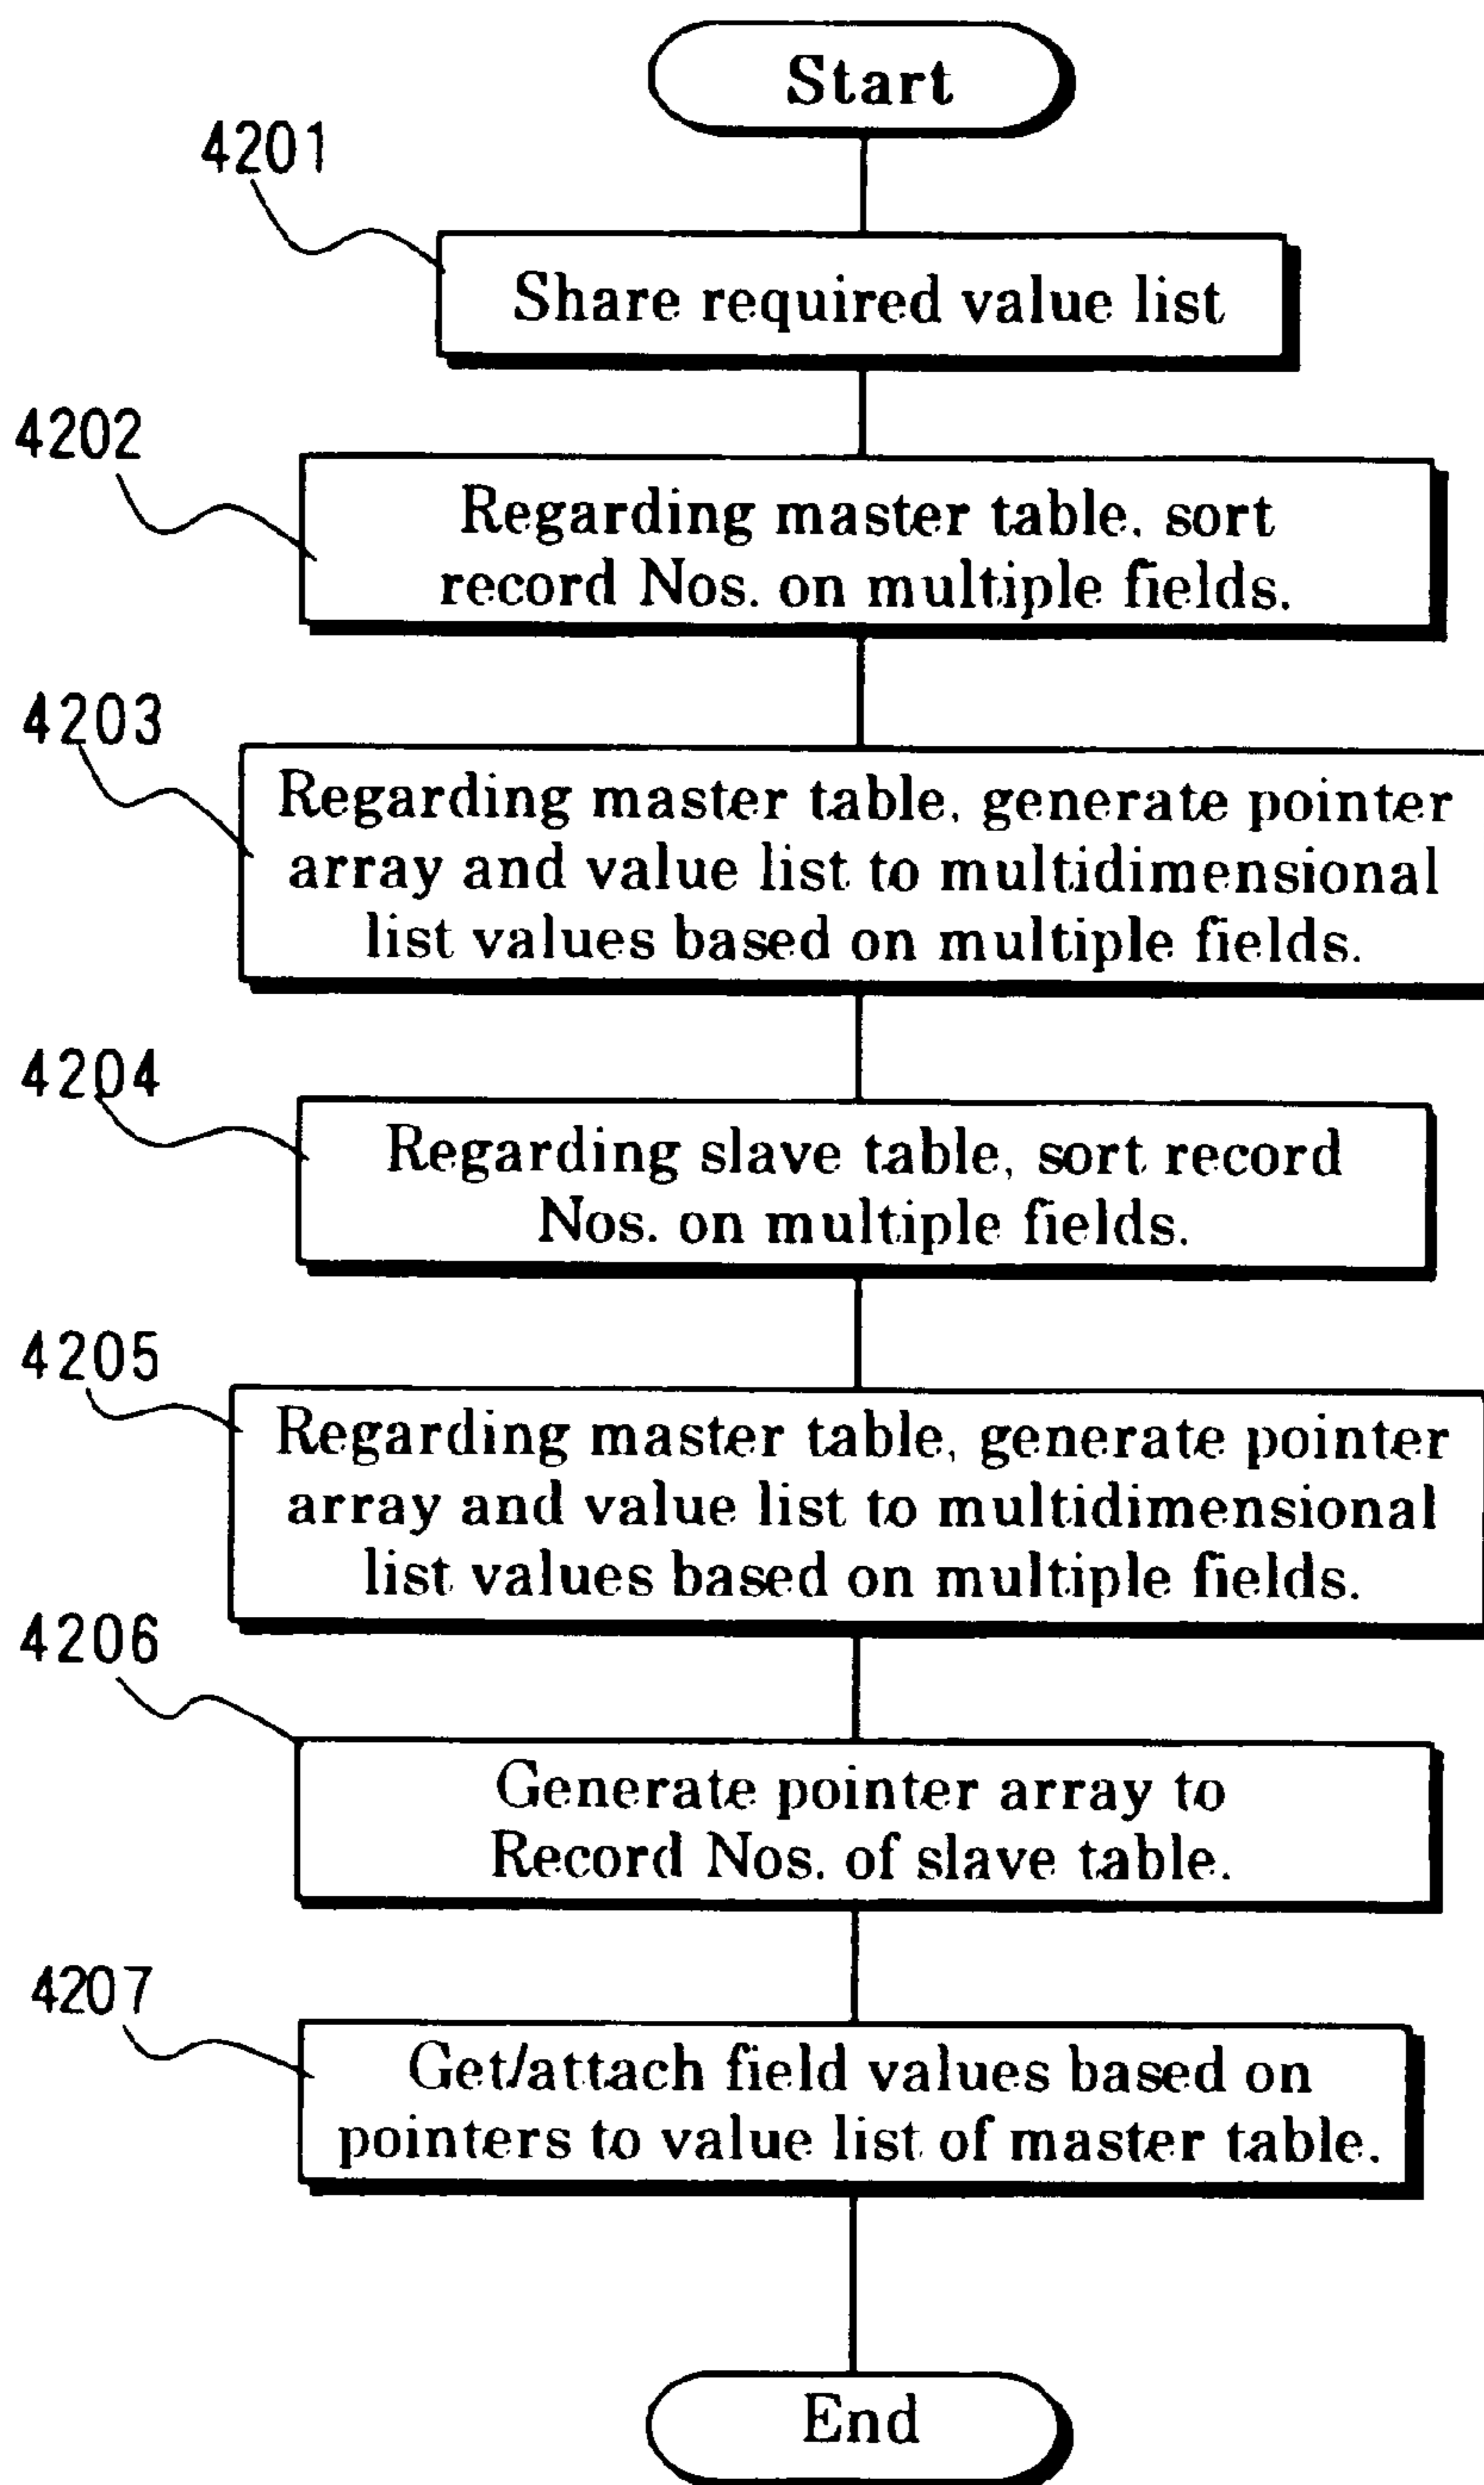 Start
4201
Share required value list
4202
Regarding master table, sort
record Nos. on multiple fields.
4203
Regarding master table, generate pointer
array and value list to multidimensional
list values based on multiple fields.
4204
Regarding slave table, sort record
Nos. on multiple fields.
4205
Regarding master table, generate pointer
array and value list to multidimensional
list values based on multiple fields.
4206
Generate pointer array to
Record Nos. of slave table.
4207
Get/attach field values based on
pointers to value list of master table.
End